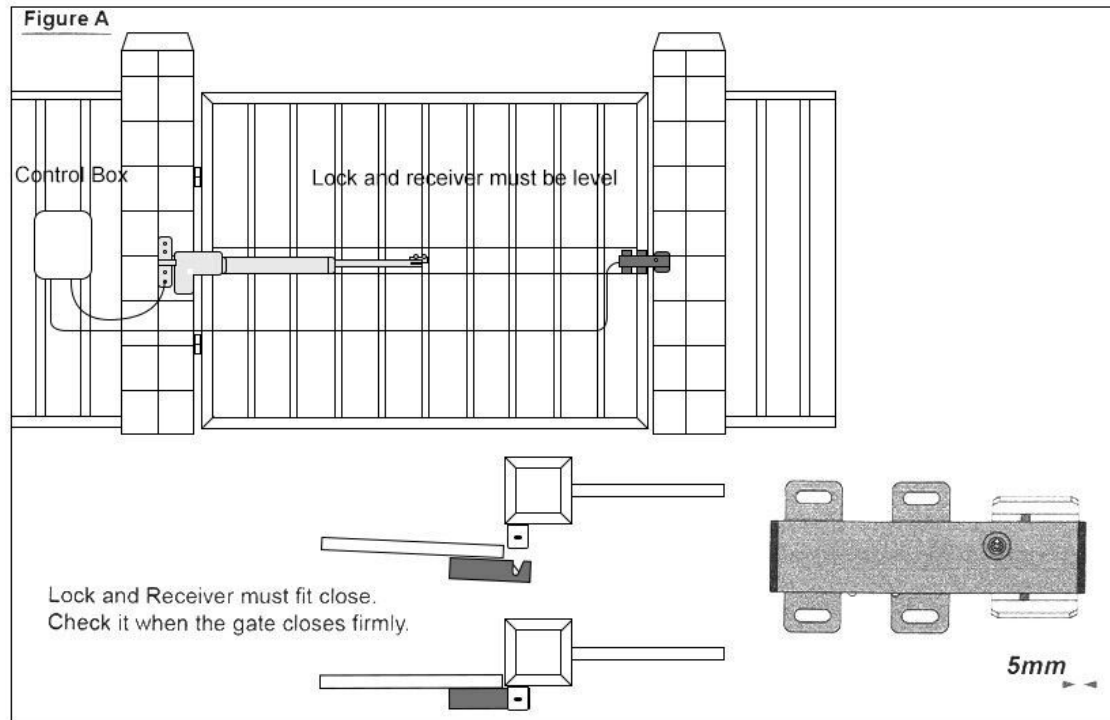 Figure A
Control Box
Lock and receiver must be level
Lock and Receiver must fit close.
Check it when the gate closes firmly.
5mm